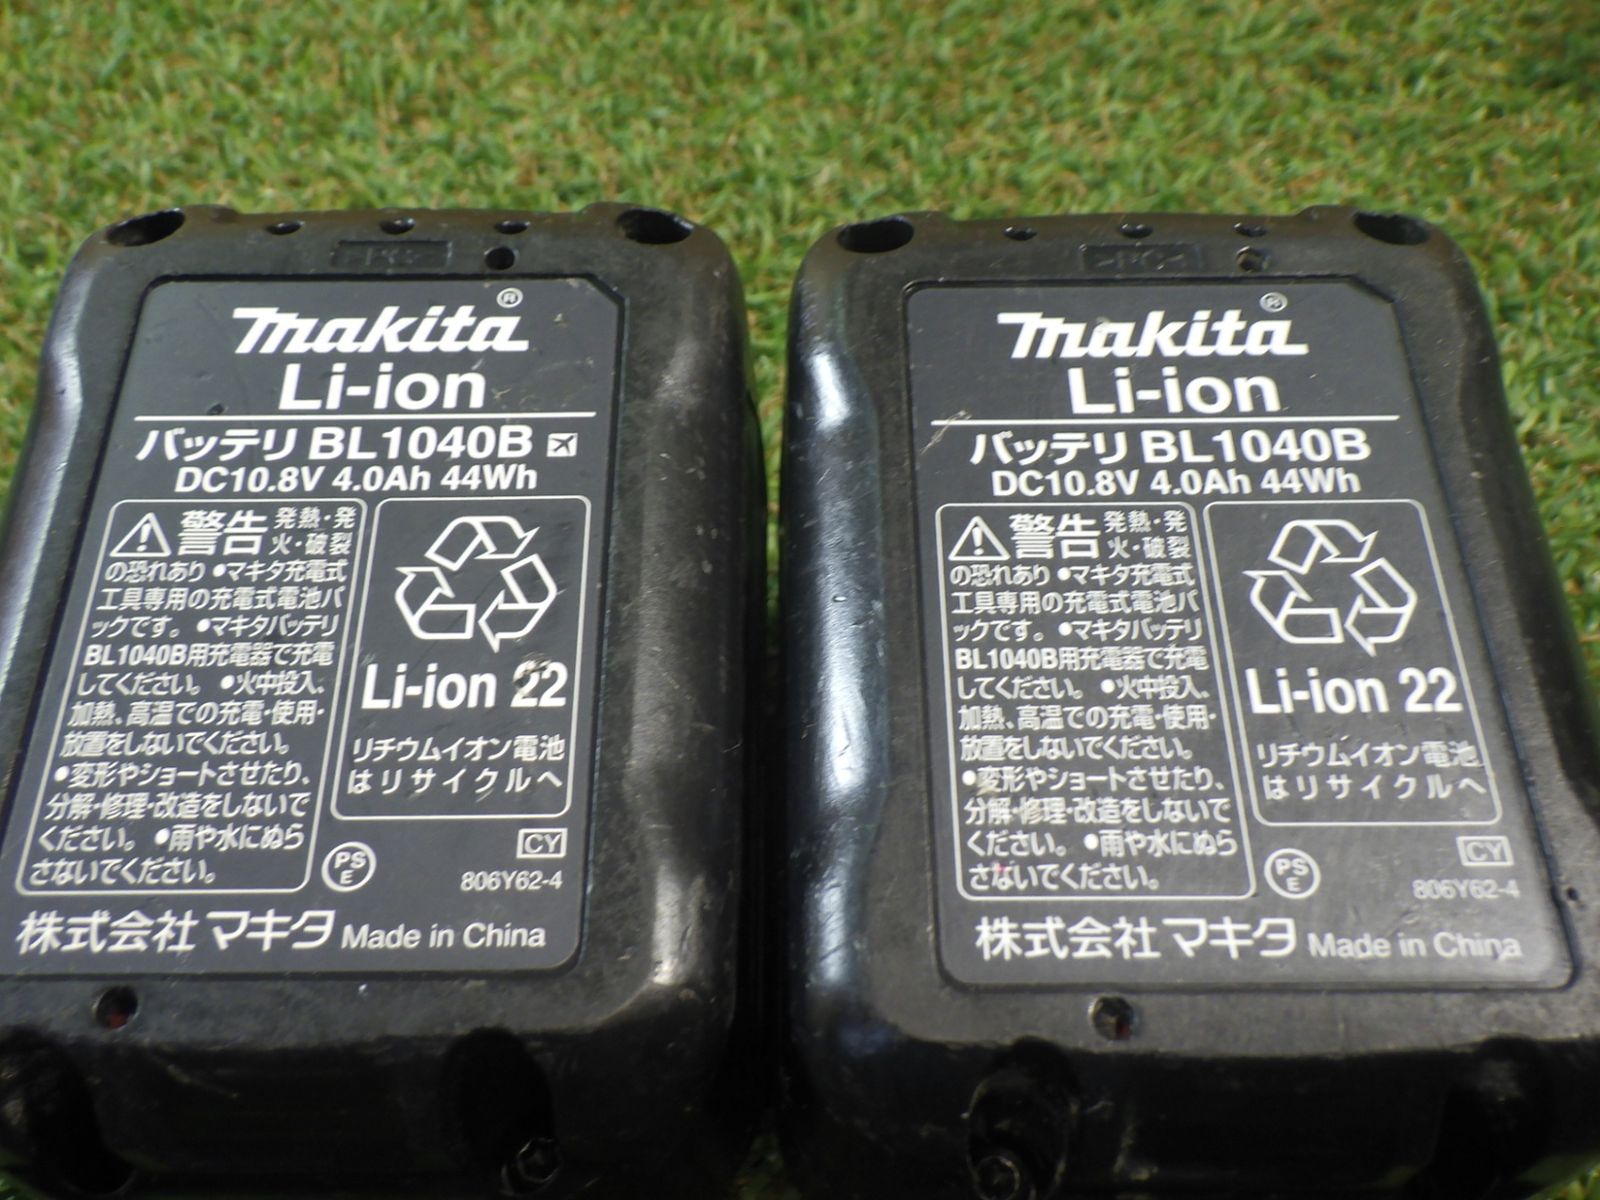 makita®
Li-ion
バッテリ BL1040B
DC10.8V 4.0Ah 44Wh
警告 発熱・発
火・破裂
の恐れあり ●マキタ充電式
工具専用の充電式電池パ
ックです。 ●マキタバッテリ
BL1040B用充電器で充電
してください。 ●火中投入、
加熱、高温での充電・使用・
放置をしないでください。
●変形やショートさせたり、
分解・修理・改造をしないで
ください。 ●雨や水にぬら
さないでください。
Li-ion 22
リチウムイオン電池
はリサイクルへ
PS
E
CY
806Y62-4
株式会社マキタ Made in China
makita®
Li-ion
バッテリ BL1040B
DC10.8V 4.0Ah 44Wh
警告 発熱・発
火・破裂
の恐れあり ●マキタ充電式
工具専用の充電式電池パ
ックです。 ●マキタバッテリ
BL1040B用充電器で充電
してください。 ●火中投入、
加熱、高温での充電・使用・
放置をしないでください。
●変形やショートさせたり、
分解・修理・改造をしないで
ください。 ●雨や水にぬら
さないでください。
Li-ion 22
リチウムイオン電池
はリサイクルへ
PS
E
CY
806Y62-4
株式会社マキタ Made in China